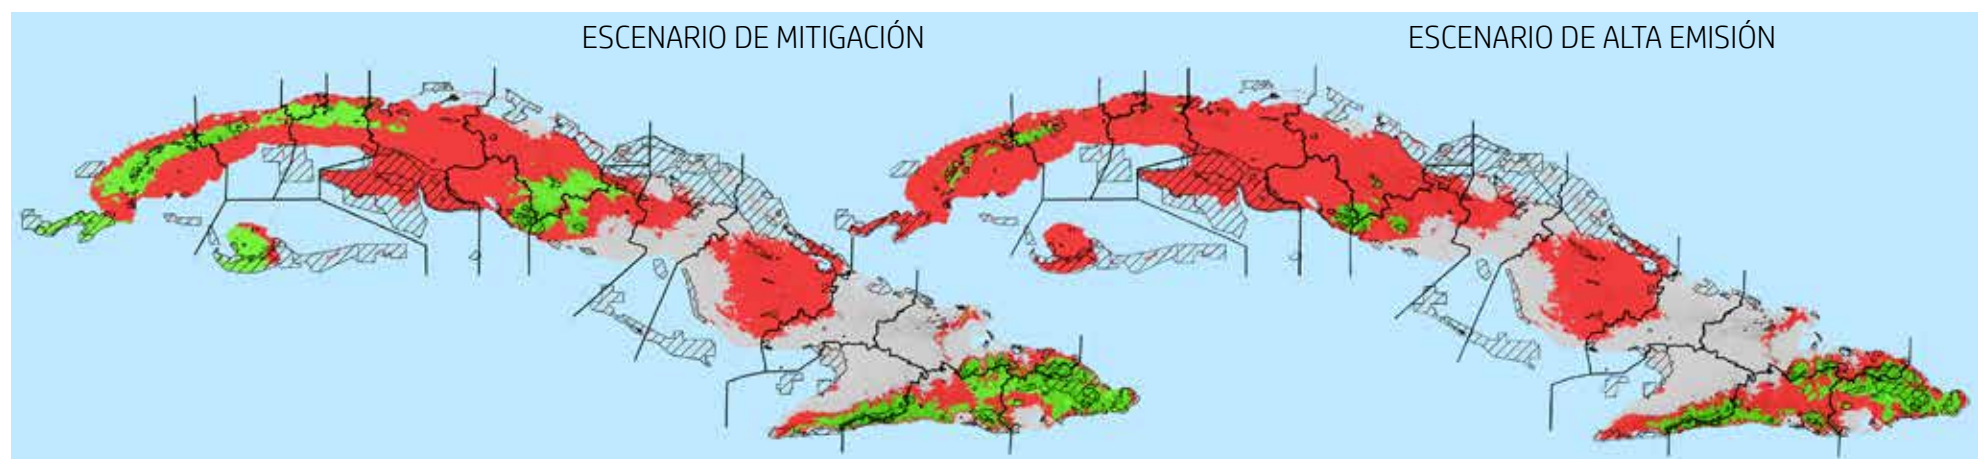 ESCENARIO DE MITIGACIÓN
ESCENARIO DE ALTA EMISIÓN